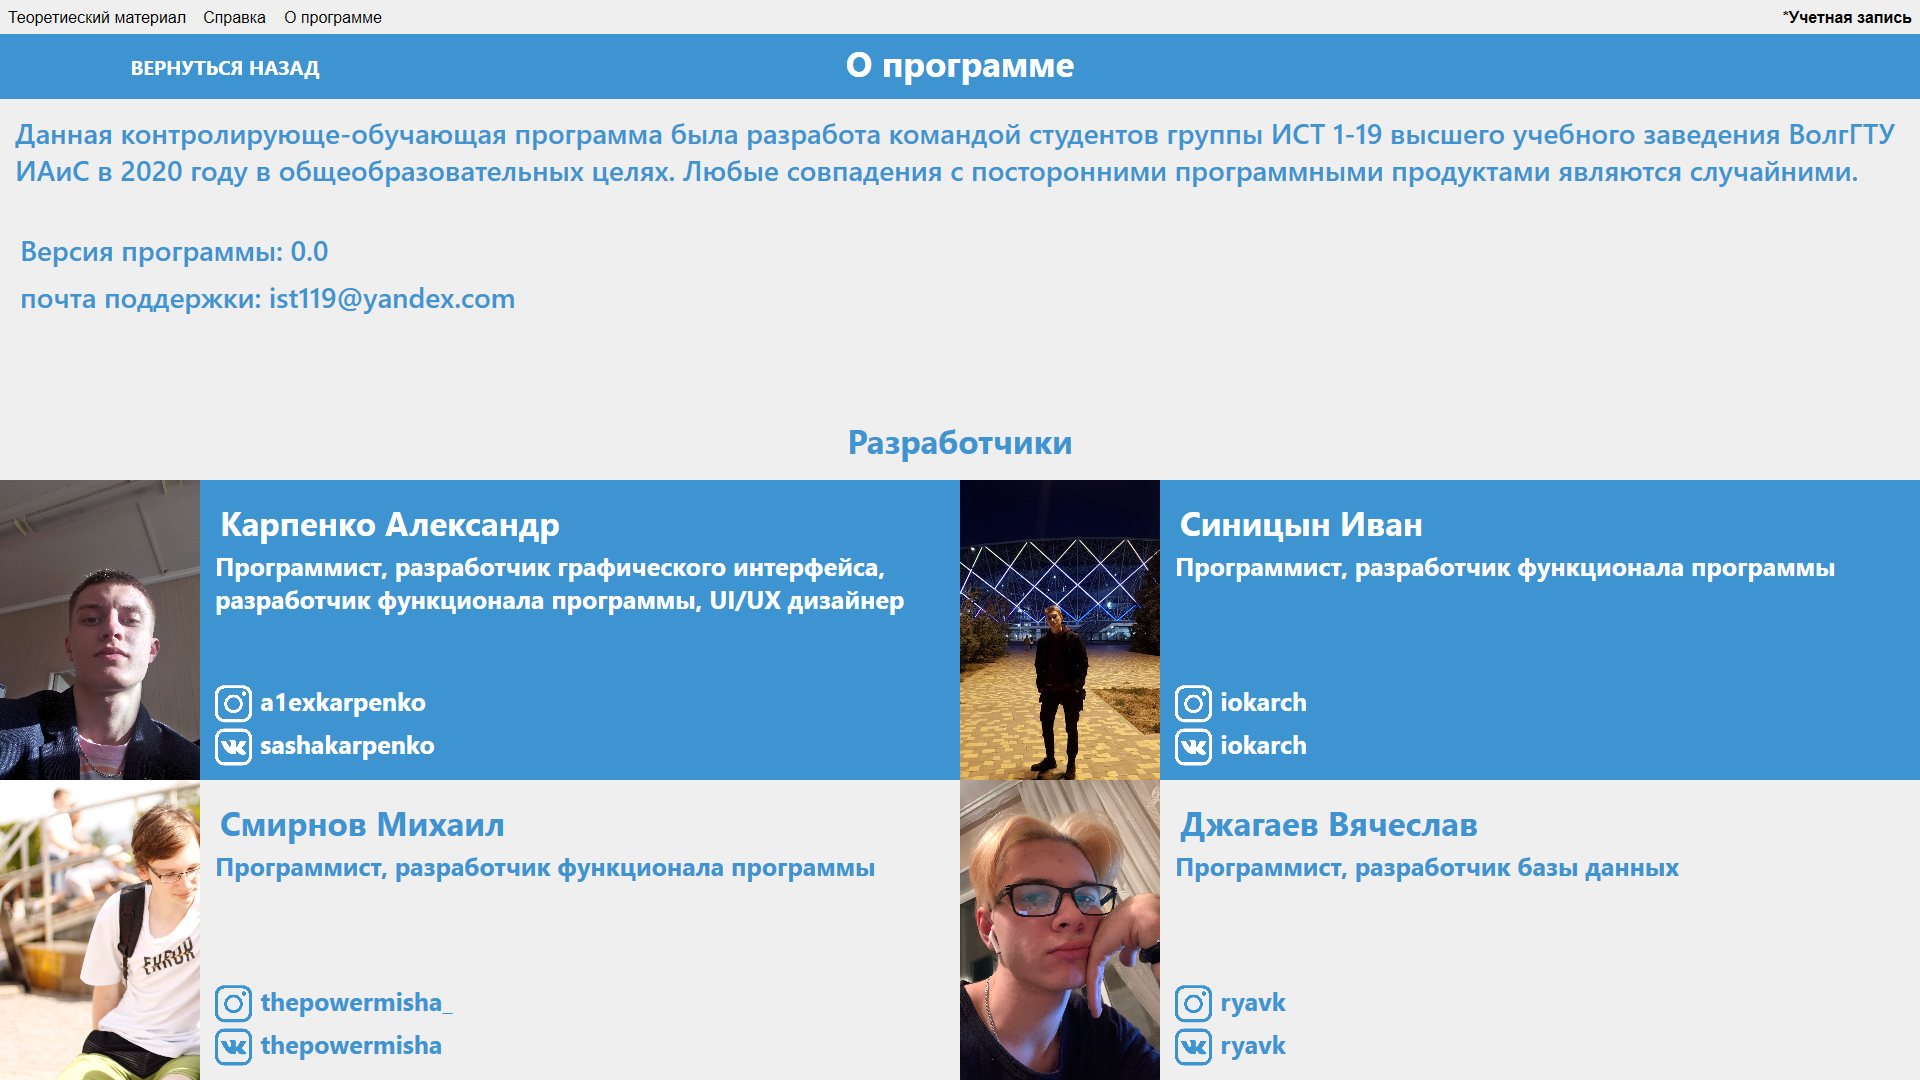 Теоретиеский материал Справка О программе *Учетная запись
ВЕРНУТЬСЯ НАЗАД О программе
Данная контролирующе-обучающая программа была разработа командой студентов группы ИСТ 1-19 высшего учебного заведения ВолгГТУ
ИАиС в 2020 году в общеобразовательных целях. Любые совпадения с посторонними программными продуктами являются случайними.
Версия программы: 0.0
почта поддержки: ist119@yandex.com
Разработчики
Карпенко Александр
Программист, разработчик графического интерфейса,
разработчик функционала программы, UI/UX дизайнер
a1exkarpenko
sashakarpenko
Синицын Иван
Программист, разработчик функционала программы
iokarch
iokarch
Смирнов Михаил
Программист, разработчик функционала программы
thepowermisha_
thepowermisha
Джагаев Вячеслав
Программист, разработчик базы данных
ryavk
ryavk